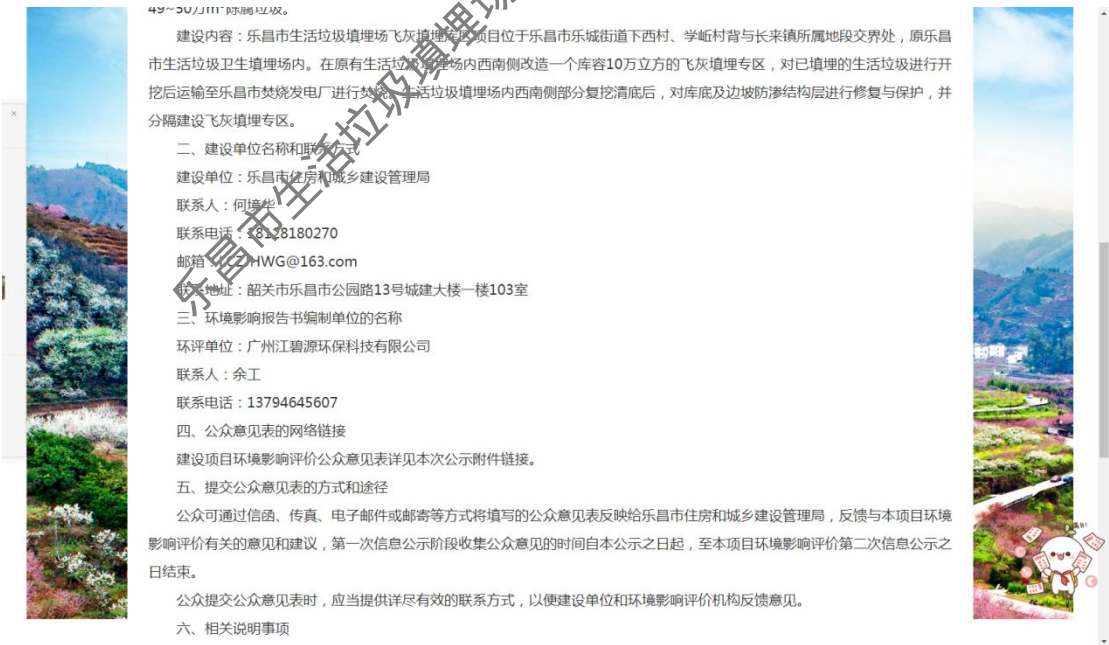 建设内容：乐昌市生活垃圾填埋场飞灰填埋库区项目位于乐昌市乐城街道下西村、学䢺村背与长来镇所属地段交界处，原乐昌
市生活垃圾卫生填埋场内。在原有生活垃圾填埋场内西南侧改造一个库容10万立方的飞灰填埋专区，对已填埋的生活垃圾进行开
挖后运输至乐昌市焚烧发电厂进行焚烧。生活垃圾填埋场内西南侧部分复挖清底后，对库底及边坡防渗结构层进行修复与保护，并
分隔建设飞灰填埋专区。
二、建设单位名称和联系方式
建设单位：乐昌市住房和城乡建设管理局
联系人：何境华
联系电话：18128180270
邮箱：LCZJHWG@163.com
联系地址：韶关市乐昌市公园路13号城建大楼一楼103室
三、环境影响报告书编制单位的名称
环评单位：广州江碧源环保科技有限公司
联系人：余工
联系电话：13794645607
四、公众意见表的网络链接
建设项目环境影响评价公众意见表详见本次公示附件链接。
五、提交公众意见表的方式和途径
公众可通过信函、传真、电子邮件或邮寄等方式将填写的公众意见表反映给乐昌市住房和城乡建设管理局，反馈与本项目环境
影响评价有关的意见和建议，第一次信息公示阶段收集公众意见的时间自本公示之日起，至本项目环境影响评价第二次信息公示之
日结束。
公众提交公众意见表时，应当提供详尽有效的联系方式，以便建设单位和环境影响评价机构反馈意见。
六、相关说明事项
乐昌市生活垃圾填埋场